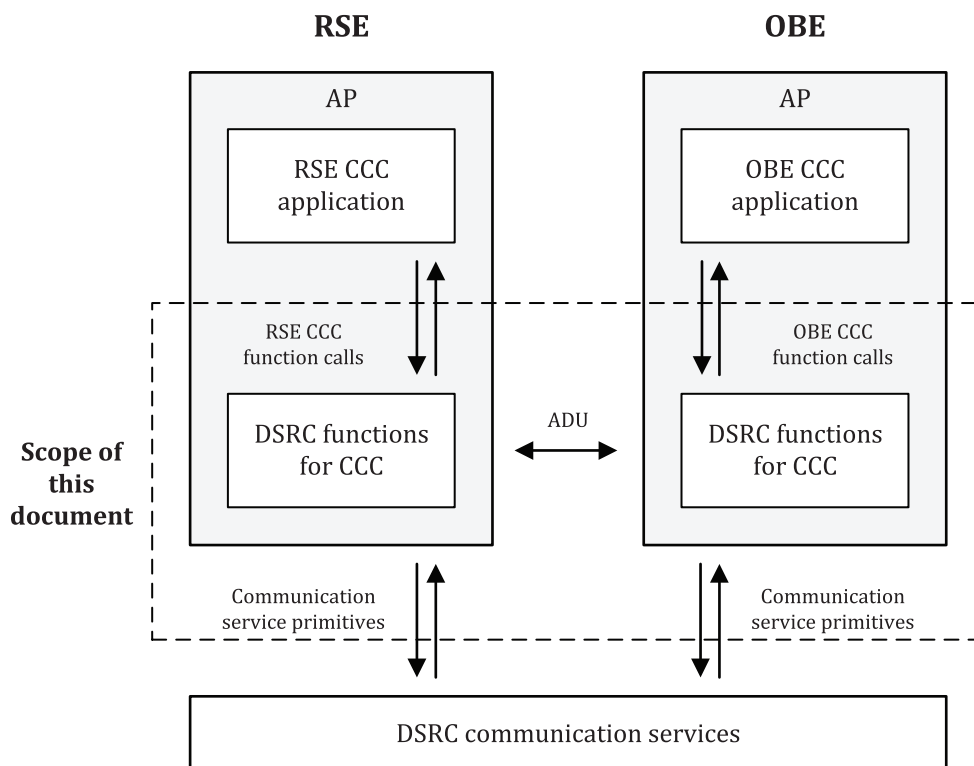 RSE
OBE
AP
AP
RSE CCC
application
OBE CCC
application
RSE CCC
function calls
OBE CCC
function calls
Scope of
this
document
DSRC functions
for CCC
ADU
DSRC functions
for CCC
Communication
service primitives
Communication
service primitives
DSRC communication services